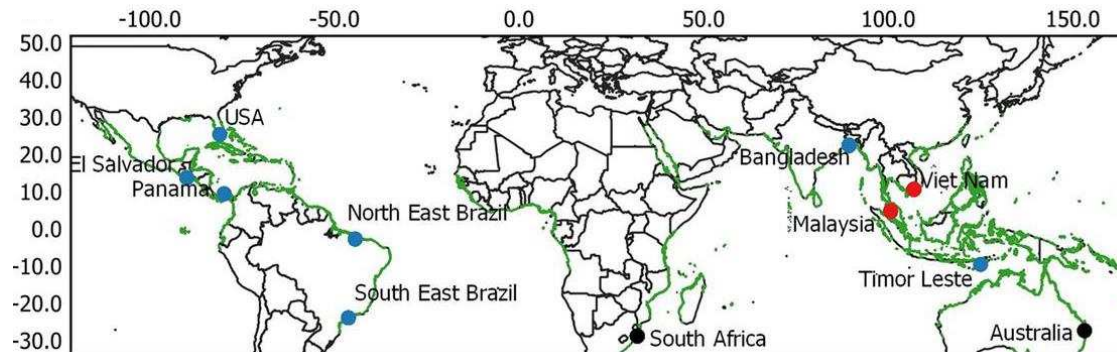 -100.0 -50.0 0.0 50.0 100.0 150.0
50.0
40.0
30.0
USA
20.0
Bangladesh
El Salvador
Viet Nam
Panama
10.0
North East Brazil
Malaysia
0.0
-10.0
Timor Leste
South East Brazil
-20.0
Australia
South Africa
-30.0